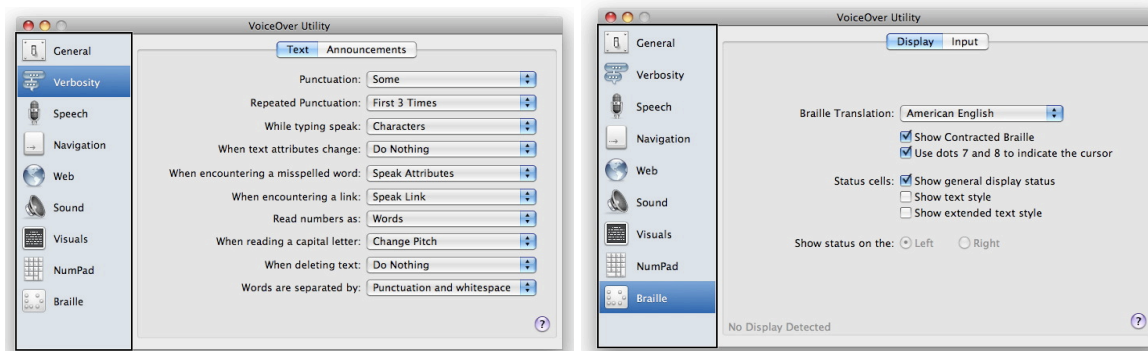 VoiceOver Utility
General
Verbosity
Speech
Navigation
Web
Sound
Visuals
NumPad
Braille
Text Announcements
Punctuation: Some
Repeated Punctuation: First 3 Times
While typing speak: Characters
When text attributes change: Do Nothing
When encountering a misspelled word: Speak Attributes
When encountering a link: Speak Link
Read numbers as: Words
When reading a capital letter: Change Pitch
When deleting text: Do Nothing
Words are separated by: Punctuation and whitespace
?
VoiceOver Utility
General
Verbosity
Speech
Navigation
Web
Sound
Visuals
NumPad
Braille
Display Input
Braille Translation: American English
Show Contracted Braille
Use dots 7 and 8 to indicate the cursor
Status cells: Show general display status
Show text style
Show extended text style
Show status on the: Left Right
No Display Detected
?